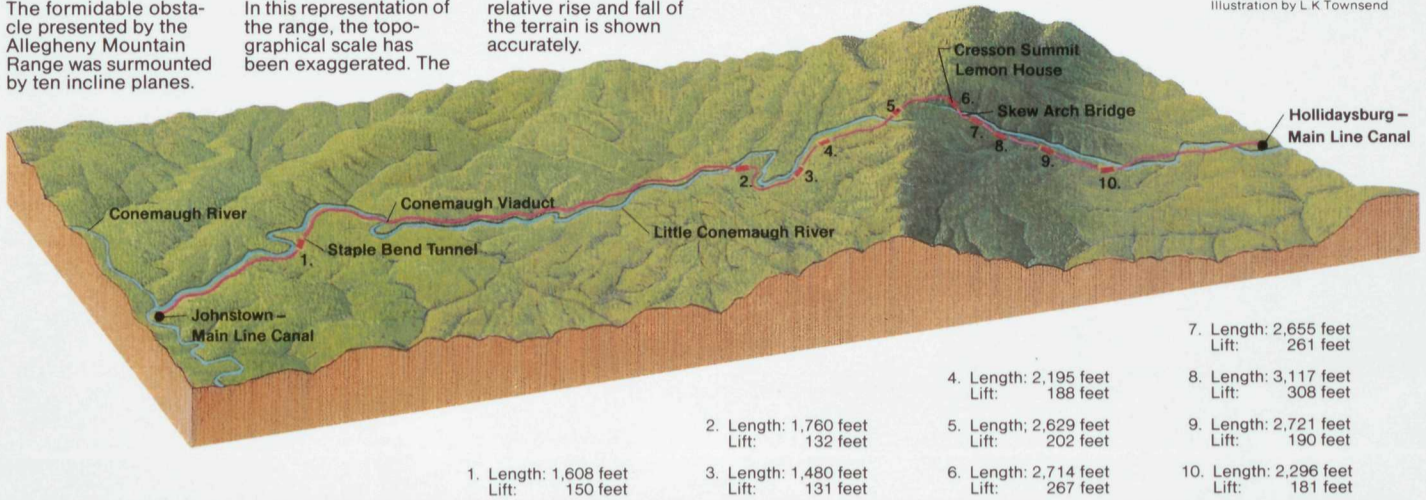 The formidable obsta-
cle presented by the
Allegheny Mountain
Range was surmounted
by ten incline planes.
In this representation of
the range, the topo-
graphical scale has
been exaggerated. The
relative rise and fall of
the terrain is shown
accurately.
Illustration by L K Townsend
Cresson Summit
Lemon House
6.
Skew Arch Bridge
5.
7.
8.
9.
10.
Hollidaysburg –
Main Line Canal
4.
3.
2.
Conemaugh River
Conemaugh Viaduct
Little Conemaugh River
1.
Staple Bend Tunnel
Johnstown –
Main Line Canal
1. Length: 1,608 feet
Lift: 150 feet
2. Length: 1,760 feet
Lift: 132 feet
3. Length: 1,480 feet
Lift: 131 feet
4. Length: 2,195 feet
Lift: 188 feet
5. Length; 2,629 feet
Lift: 202 feet
6. Length: 2,714 feet
Lift: 267 feet
7. Length: 2,655 feet
Lift: 261 feet
8. Length: 3,117 feet
Lift: 308 feet
9. Length: 2,721 feet
Lift: 190 feet
10. Length: 2,296 feet
Lift: 181 feet